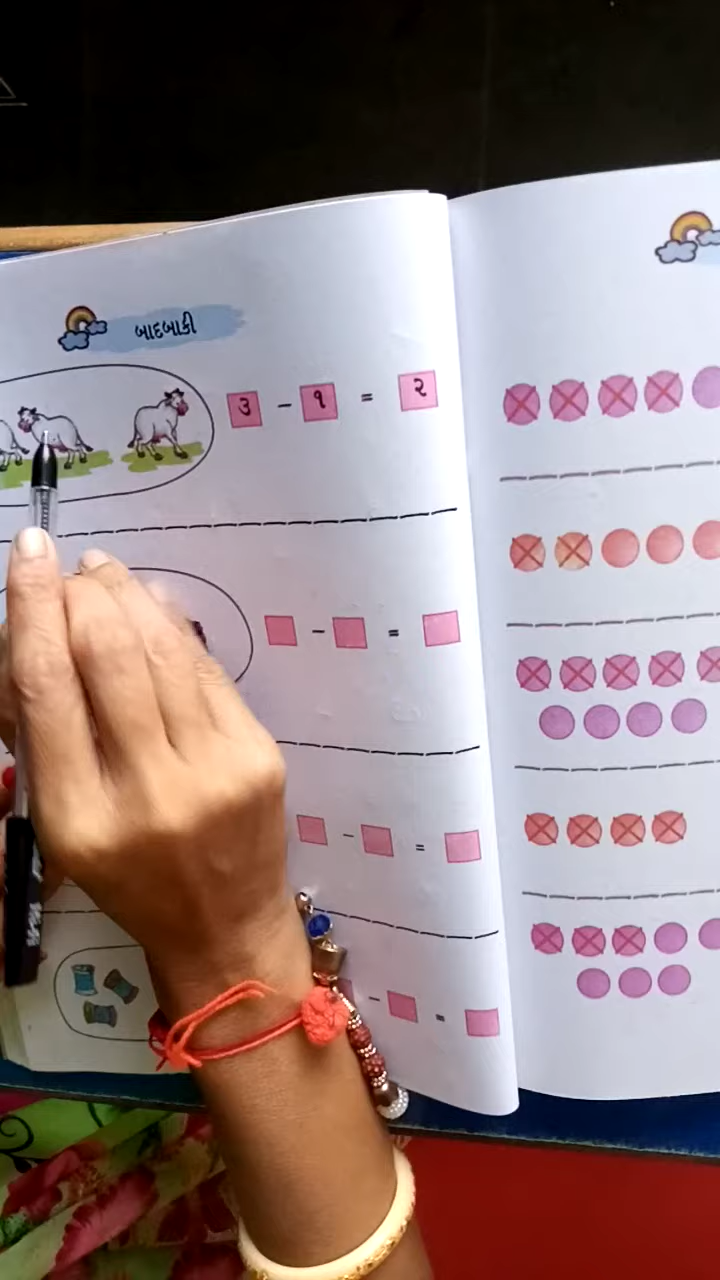 બાદબાકી
૩ - ૧ = ૨
- =
- =
- =